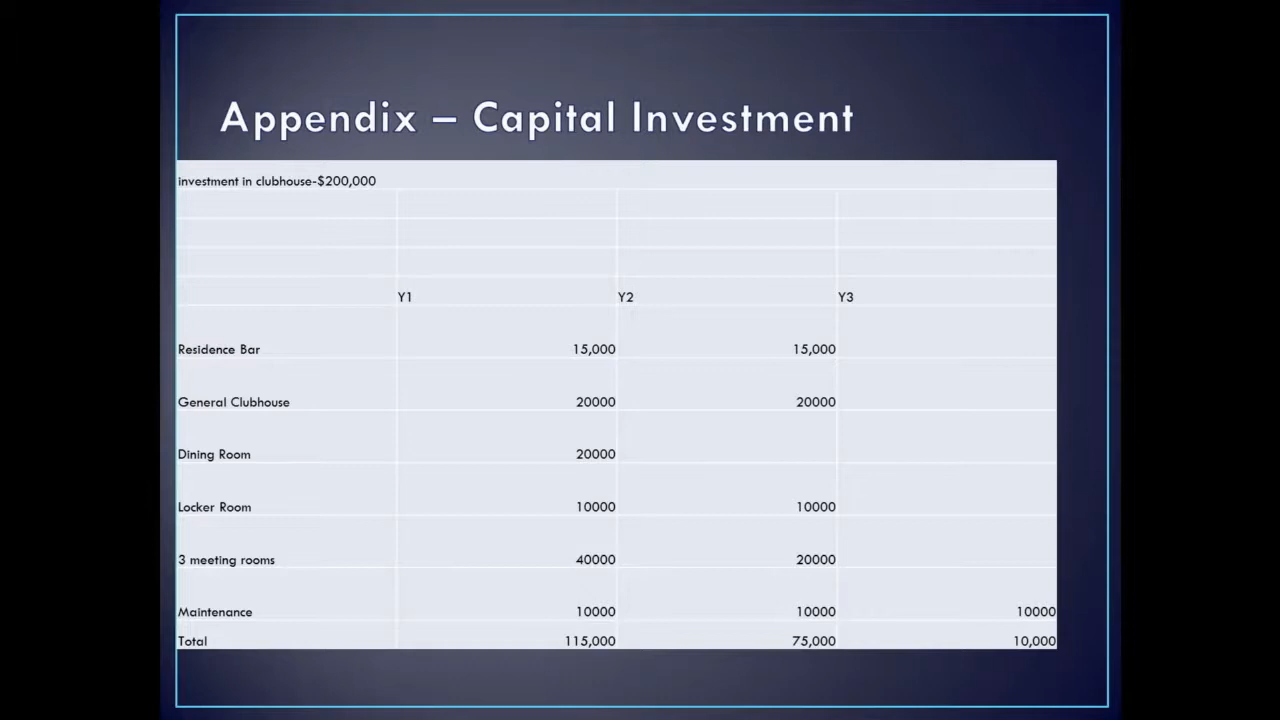 Appendix – Capital Investment
investment in clubhouse-$200,000
Y1 Y2 Y3
Residence Bar 15,000 15,000
General Clubhouse 20000 20000
Dining Room 20000
Locker Room 10000 10000
3 meeting rooms 40000 20000
Maintenance 10000 10000 10000
Total 115,000 75,000 10,000